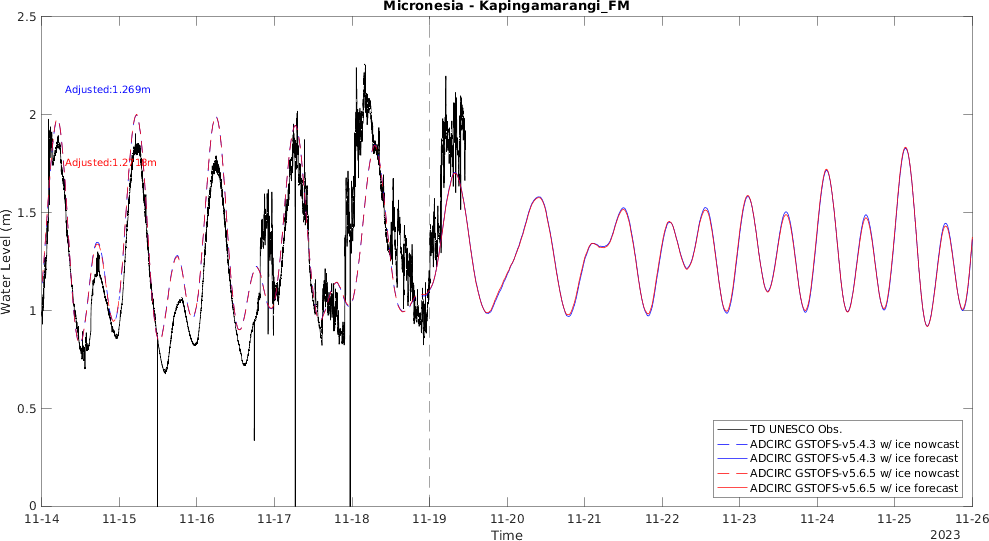 Micronesia - Kapingamarangi_FM
2.5
2
1.5
1
0.5
0
Water Level (m)
Adjusted:1.269m
TD UNESCO Obs.
ADCIRC GSTOFS-v5.4.3 w/ ice nowcast
ADCIRC GSTOFS-v5.4.3 w/ ice forecast
ADCIRC GSTOFS-v5.6.5 w/ ice nowcast
ADCIRC GSTOFS-v5.6.5 w/ ice forecast
11-14 11-15 11-16 11-17 11-18 11-19 11-20 11-21 11-22 11-23 11-24 11-25 11-26
Time
2023